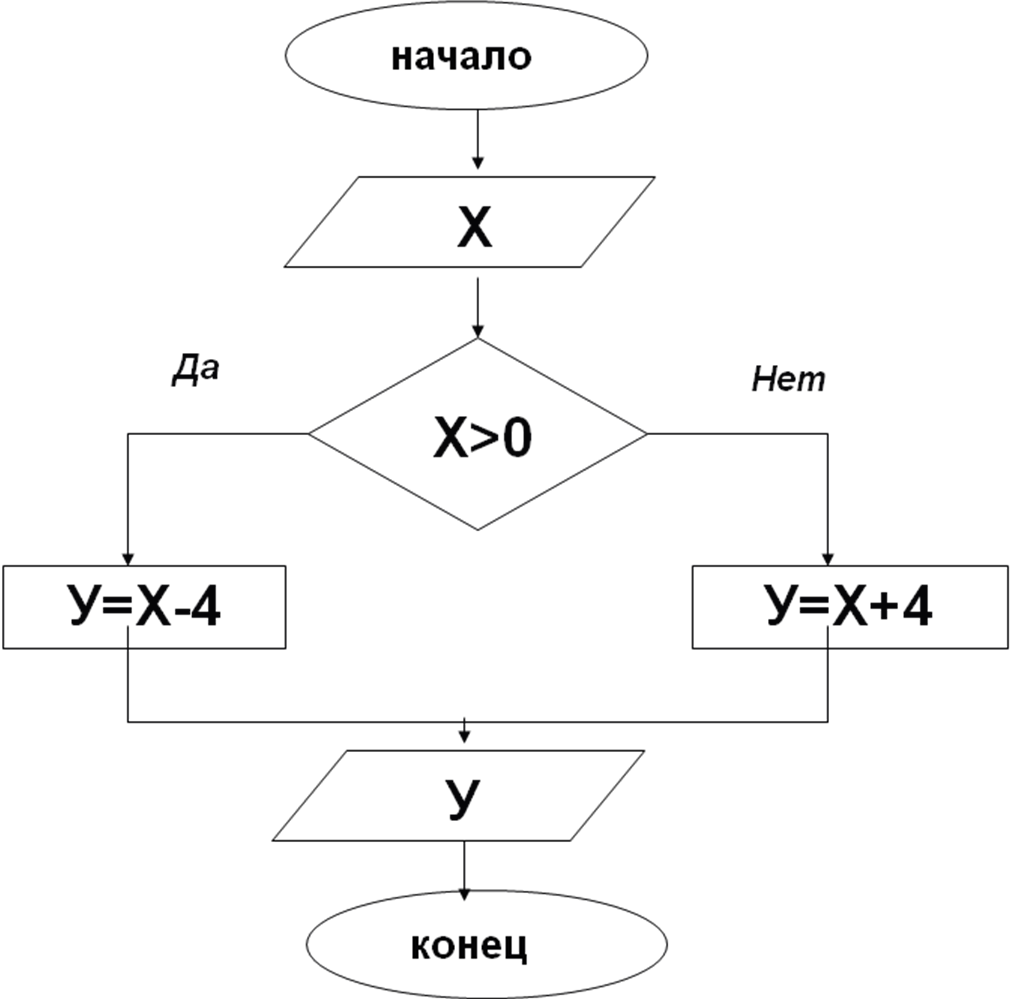 начало
X
Да
Нет
X>0
У=X-4
У=X+4
У
конец